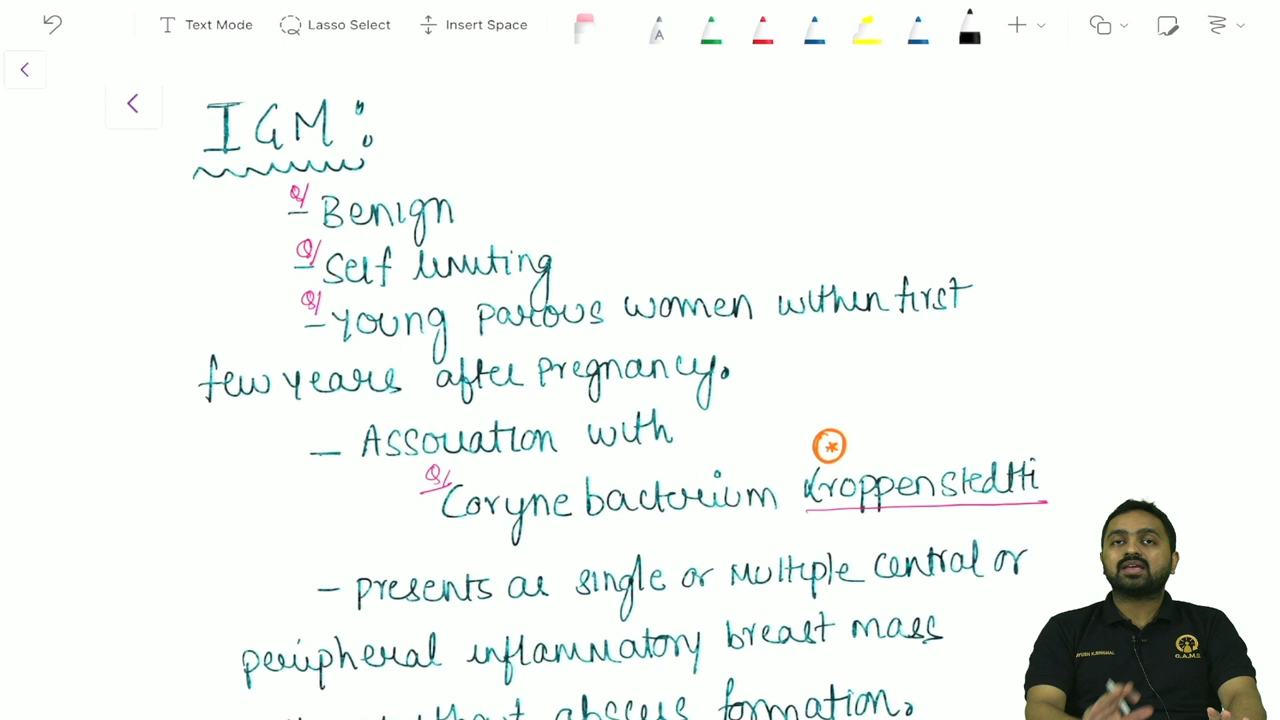 Text Mode
Lasso Select
Insert Space
IGM:
Q/ - Benign
Q/ - Self limiting
Q/ - Young parous women within first
few years after pregnancy.
- Association with
Q/ Corynebacterium Kroppenstedtti
- presents as single or multiple central or
peripheral inflammatory breast mass
abscess formation.
G.A.M.S